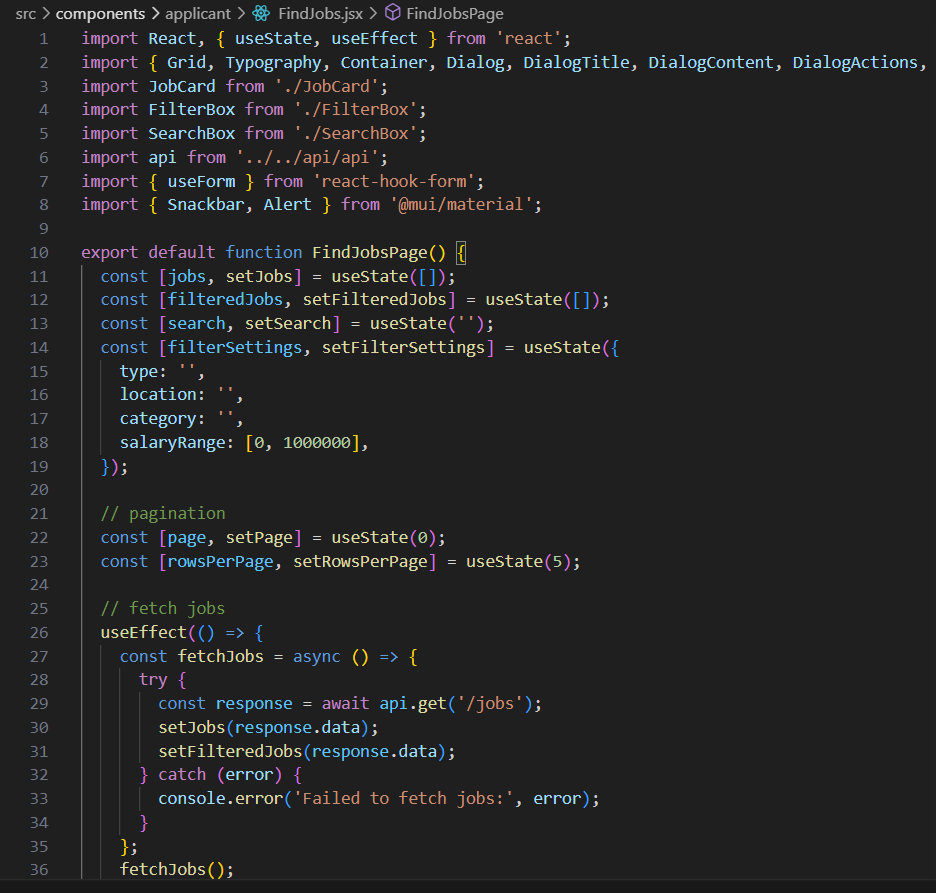 src > components > applicant > FindJobs.jsx > FindJobsPage
1 import React, { useState, useEffect } from 'react';
2 import { Grid, Typography, Container, Dialog, DialogTitle, DialogContent, DialogActions,
3 import JobCard from './JobCard';
4 import FilterBox from './FilterBox';
5 import SearchBox from './SearchBox';
6 import api from '../../api/api';
7 import { useForm } from 'react-hook-form';
8 import { Snackbar, Alert } from '@mui/material';
9
10 export default function FindJobsPage() {
11   const [jobs, setJobs] = useState([]);
12   const [filteredJobs, setFilteredJobs] = useState([]);
13   const [search, setSearch] = useState('');
14   const [filterSettings, setFilterSettings] = useState({
15     type: '',
16     location: '',
17     category: '',
18     salaryRange: [0, 1000000],
19   });
20
21   // pagination
22   const [page, setPage] = useState(0);
23   const [rowsPerPage, setRowsPerPage] = useState(5);
24
25   // fetch jobs
26   useEffect(() => {
27     const fetchJobs = async () => {
28       try {
29         const response = await api.get('/jobs');
30         setJobs(response.data);
31         setFilteredJobs(response.data);
32       } catch (error) {
33         console.error('Failed to fetch jobs:', error);
34       }
35     };
36     fetchJobs();